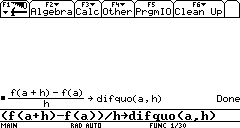 F1▼ F2▼ Algebra F3▼ Calc F4▼ Other F5 PrgmIO F6▼ Clean Up
▪ f(a+h)-f(a)
h
→ difquo(a,h) Done
(f(a+h)-f(a))/h→difquo(a,h)
MAIN RAD AUTO FUNC 1/30